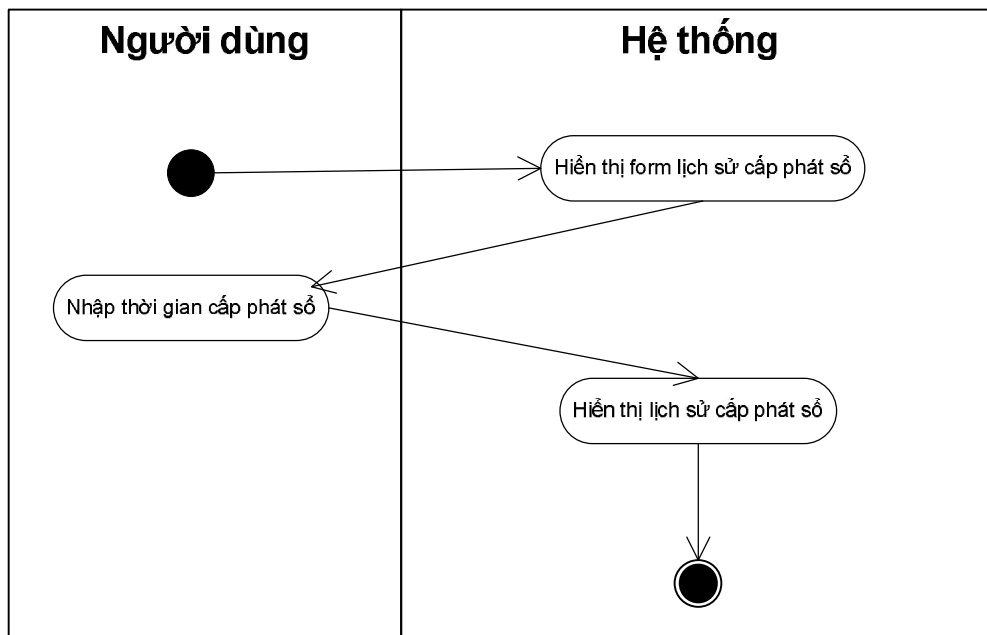 Người dùng
Hệ thống
Hiển thị form lịch sử cấp phát sổ
Nhập thời gian cấp phát sổ
Hiển thị lịch sử cấp phát sổ